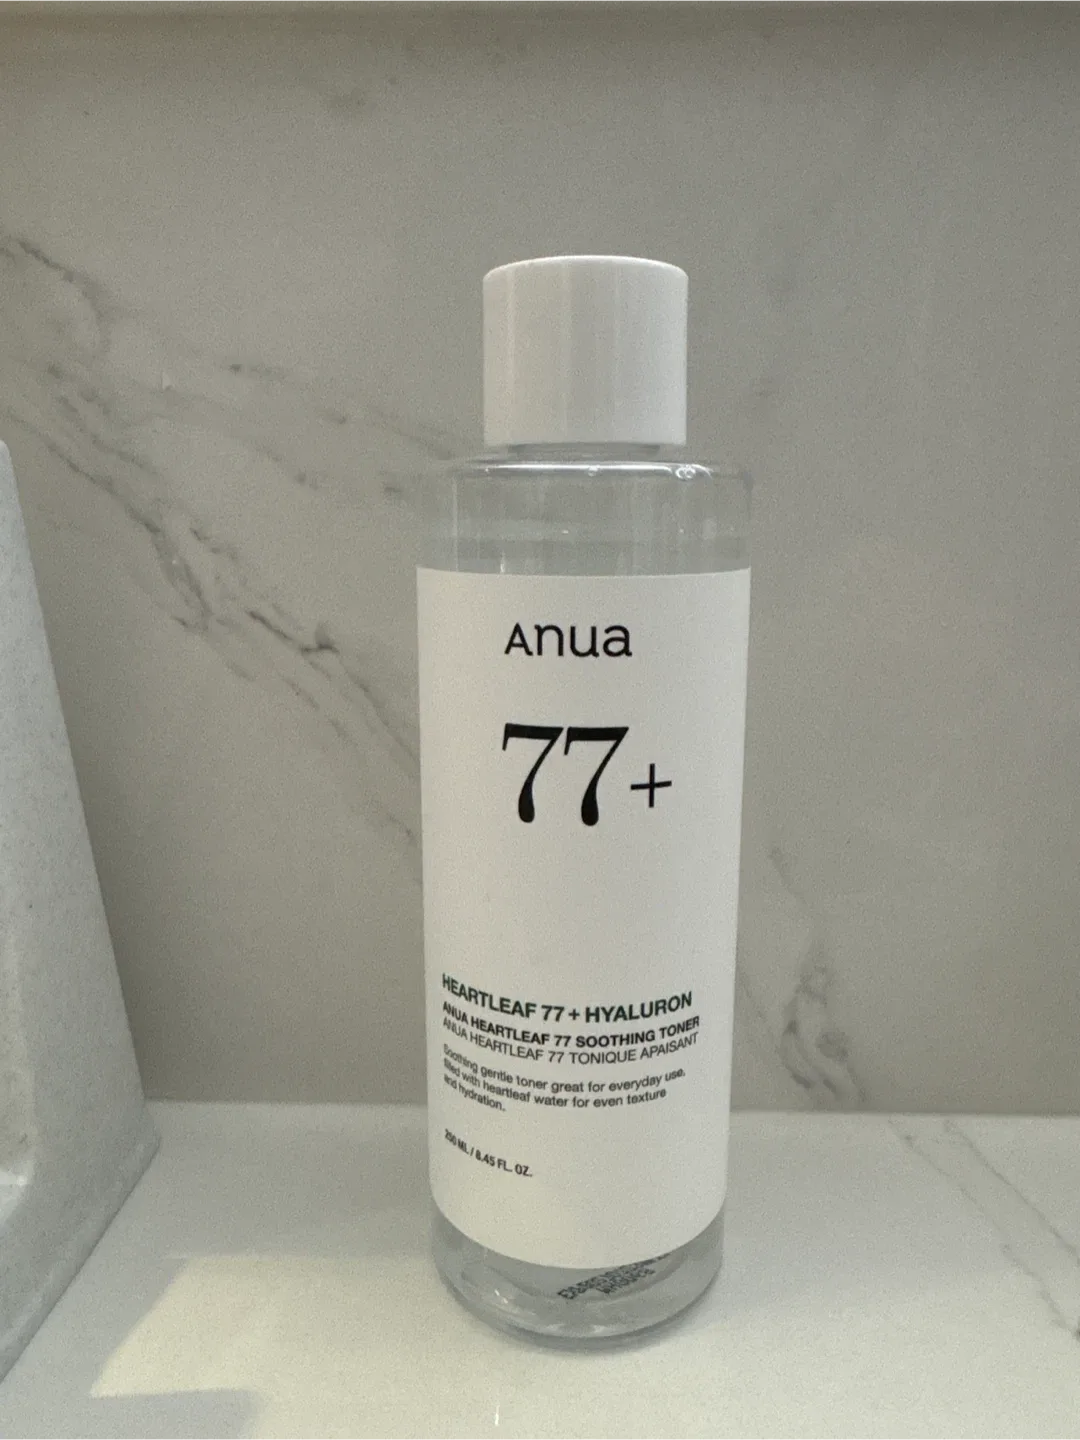 Anua
77+
HEARTLEAF 77+ HYALURON
ANUA HEARTLEAF 77 SOOTHING TONER
ANUA HEARTLEAF 77 TONIQUE APAISANT
Soothing gentle toner great for everyday use,
filled with heartleaf water for even texture
and hydration.
250 ML / 8.45 FL. OZ.